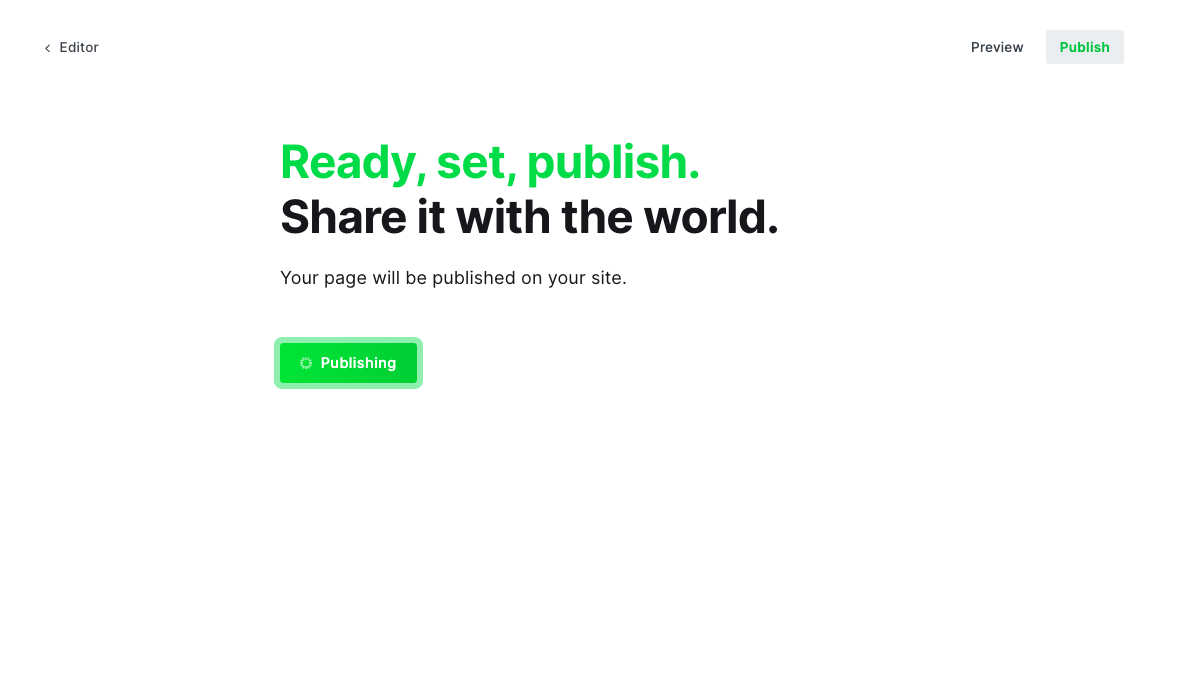 Editor
Preview
Publish
Ready, set, publish.
Share it with the world.
Your page will be published on your site.
Publishing